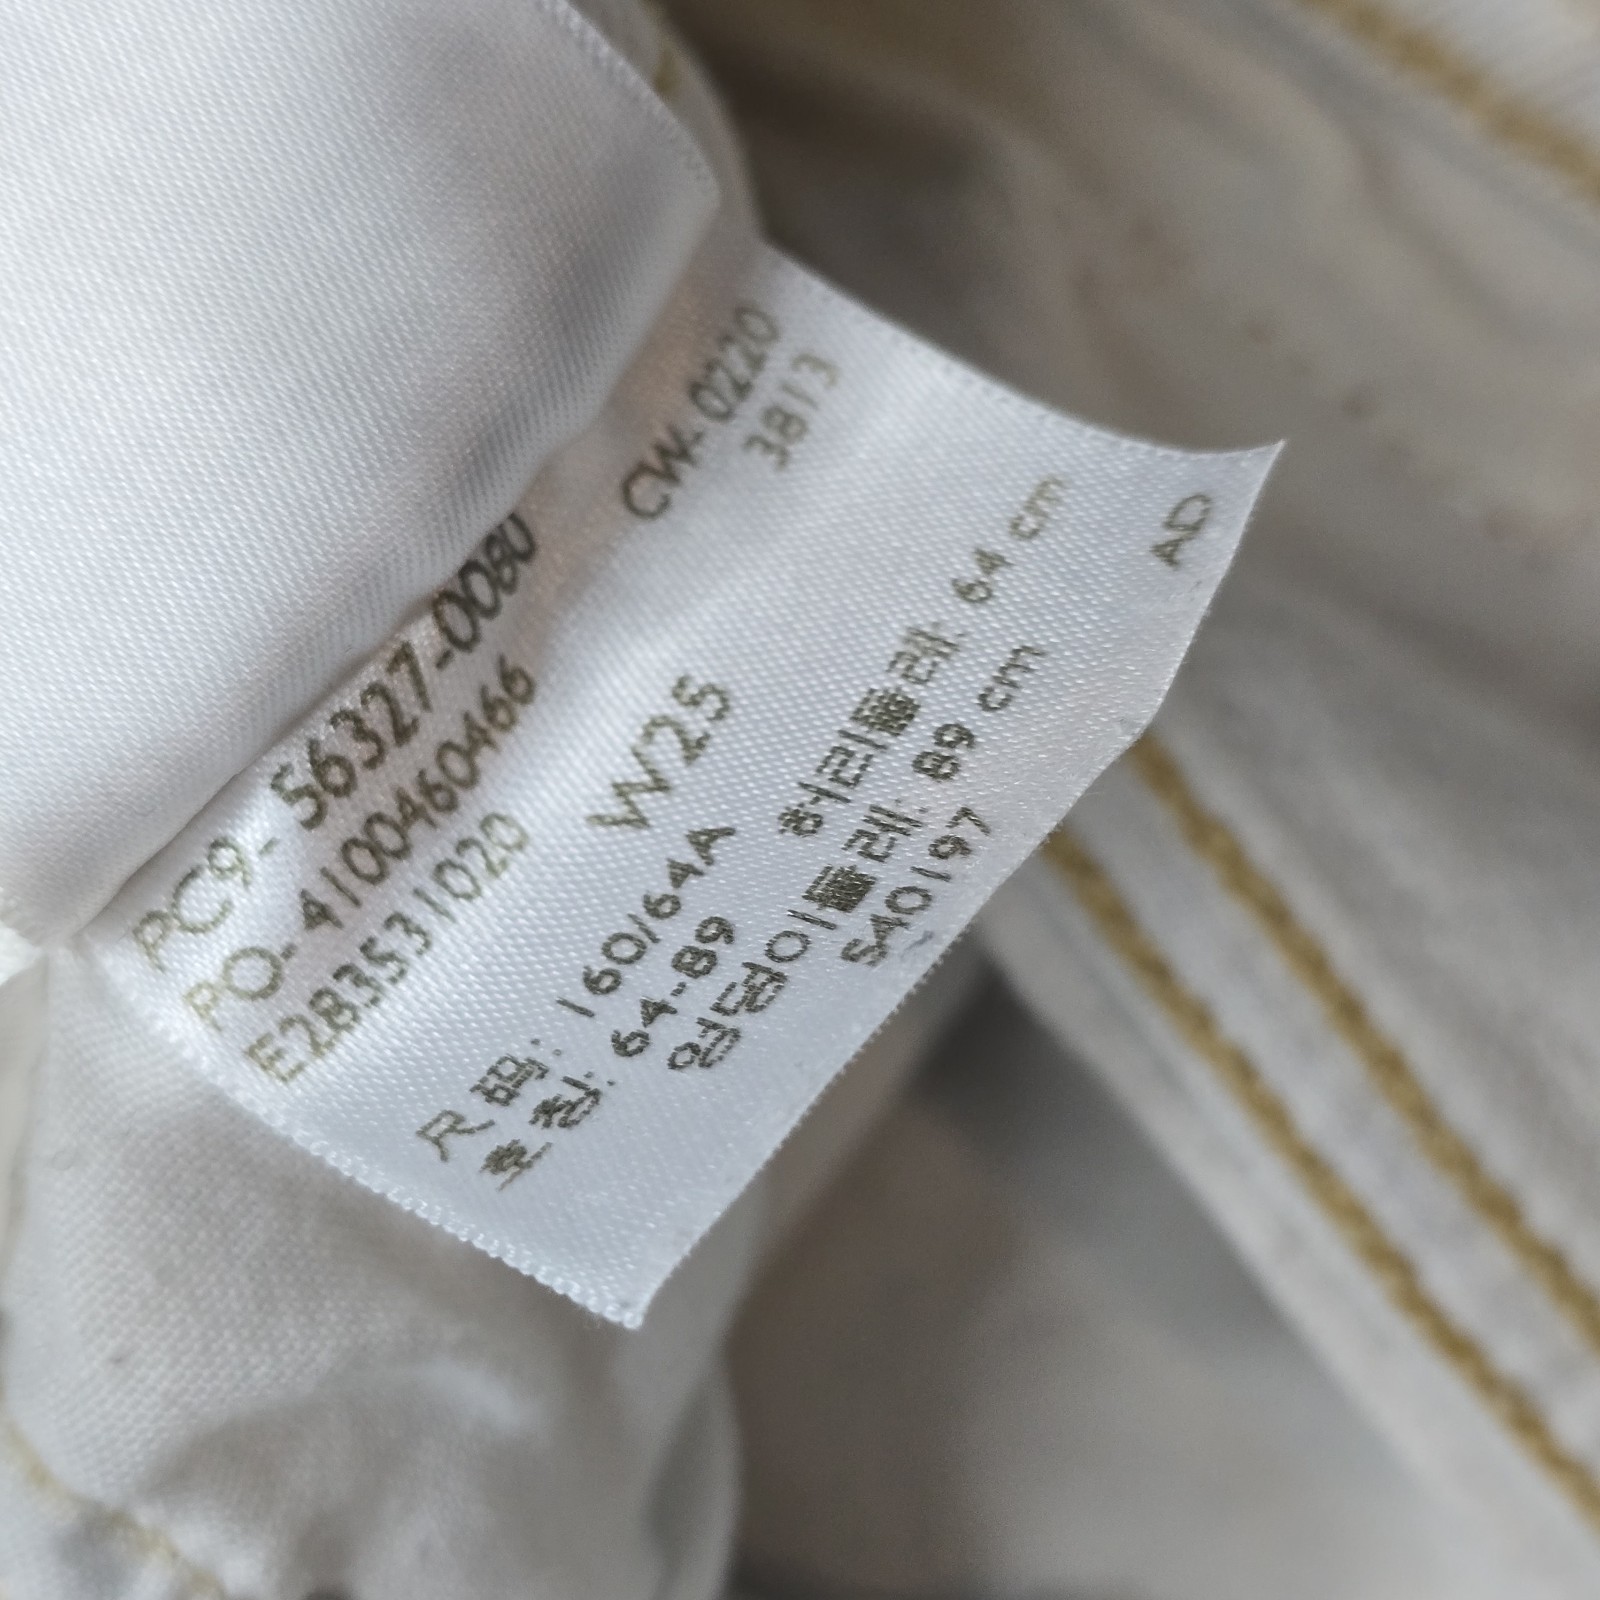 PC9- 56327-0080
PO- 4100460466
E283531020
CW- 0220
3813
W25
尺 码: 160/64A
호칭: 64-89
허리둘레: 64 cm
엉덩이둘레: 89 cm
S40197
AD